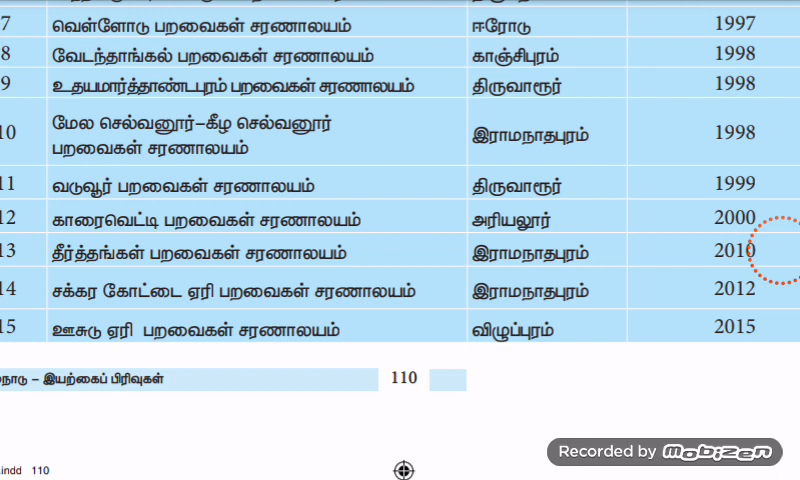 7 வெள்ளோடு பறவைகள் சரணாலயம் ஈரோடு 1997
8 வேடந்தாங்கல் பறவைகள் சரணாலயம் காஞ்சிபுரம் 1998
9 உதயமார்த்தாண்டபுரம் பறவைகள் சரணாலயம் திருவாரூர் 1998
10 மேல செல்வனூர்–கீழ செல்வனூர்
பறவைகள் சரணாலயம் இராமநாதபுரம் 1998
11 வடுவூர் பறவைகள் சரணாலயம் திருவாரூர் 1999
12 காரைவெட்டி பறவைகள் சரணாலயம் அரியலூர் 2000
13 தீர்த்தங்கள் பறவைகள் சரணாலயம் இராமநாதபுரம் 2010
14 சக்கர கோட்டை ஏரி பறவைகள் சரணாலயம் இராமநாதபுரம் 2012
15 ஊசுடு ஏரி பறவைகள் சரணாலயம் விழுப்புரம் 2015
நாடு – இயற்கைப் பிரிவுகள் 110
Recorded by MOBIZEN
.indd 110